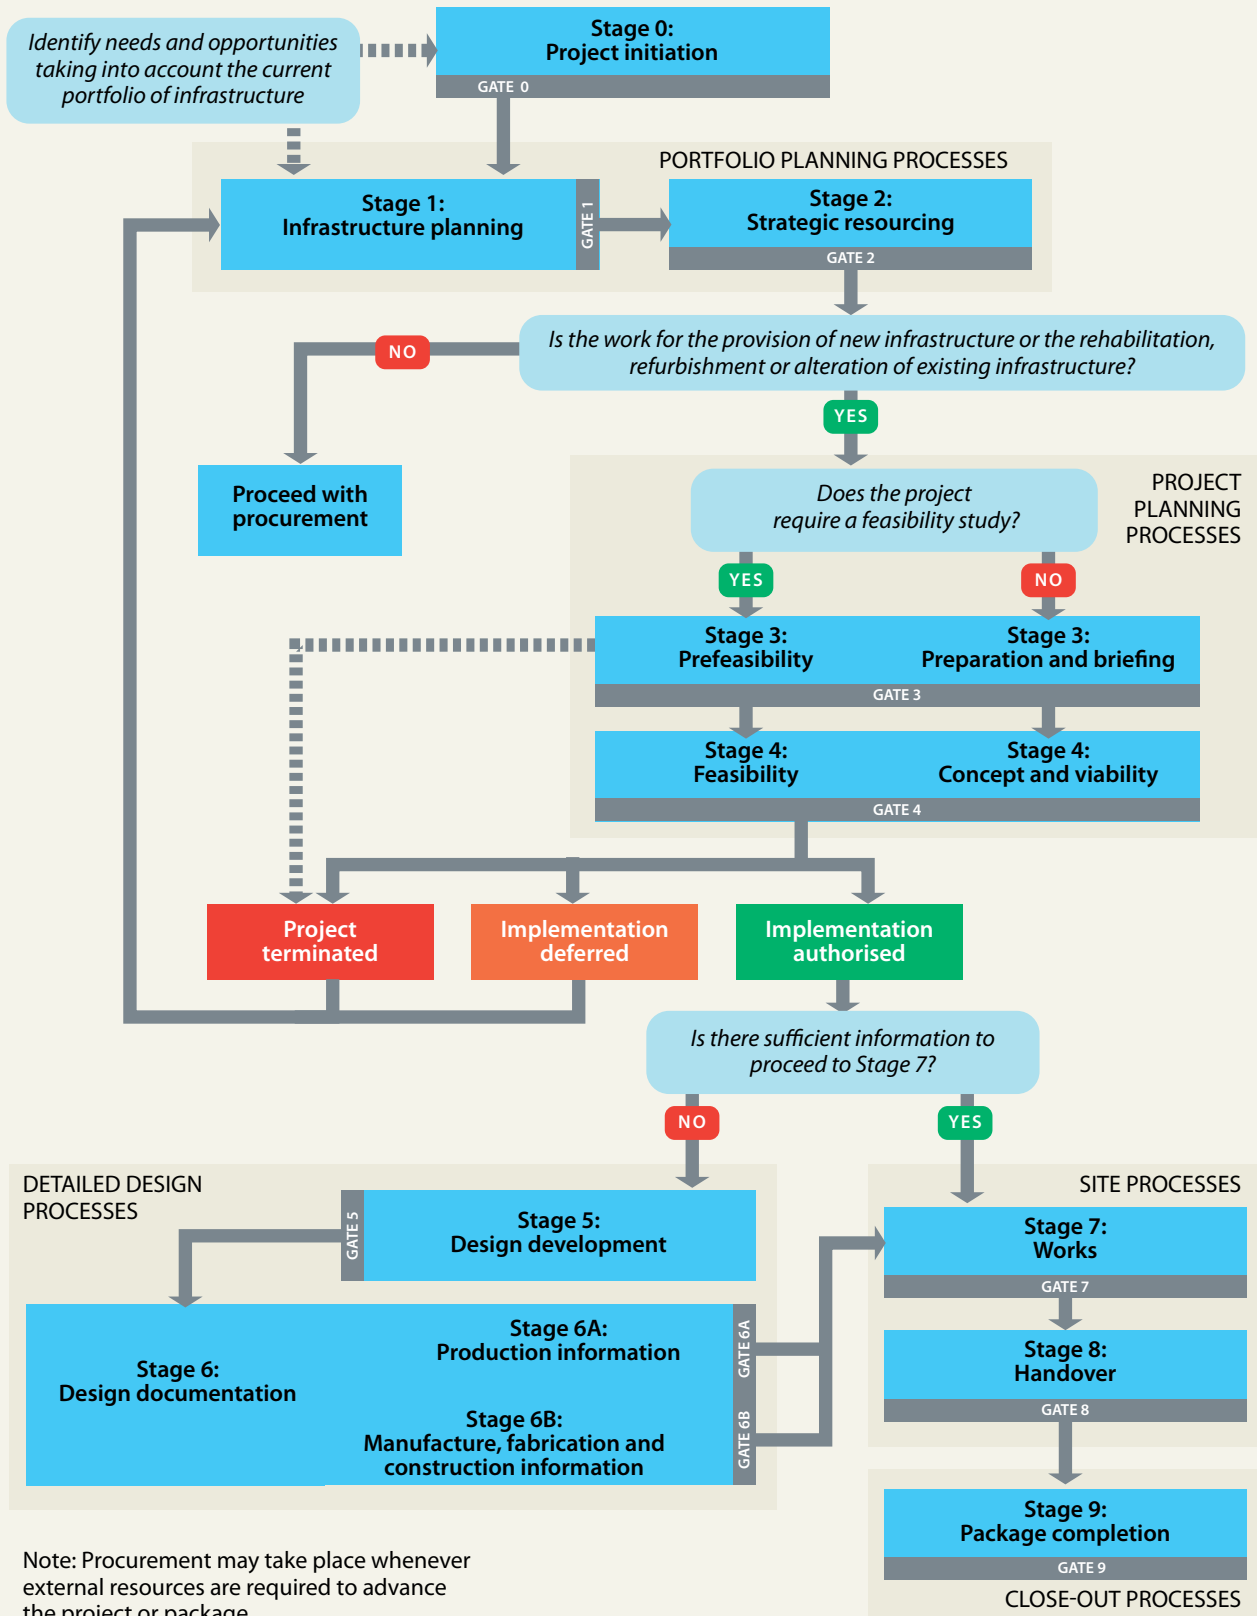 Identify needs and opportunities
taking into account the current
portfolio of infrastructure
Stage 0:
Project initiation
GATE 0
PORTFOLIO PLANNING PROCESSES
Stage 1:
Infrastructure planning
GATE 1
Stage 2:
Strategic resourcing
GATE 2
Is the work for the provision of new infrastructure or the rehabilitation,
refurbishment or alteration of existing infrastructure?
NO
YES
Proceed with
procurement
PROJECT
PLANNING
PROCESSES
Does the project
require a feasibility study?
YES
NO
Stage 3:
Prefeasibility
Stage 3:
Preparation and briefing
GATE 3
Stage 4:
Feasibility
Stage 4:
Concept and viability
GATE 4
Project
terminated
Implementation
deferred
Implementation
authorised
Is there sufficient information to
proceed to Stage 7?
NO
YES
DETAILED DESIGN
PROCESSES
Stage 5:
Design development
GATE 5
Stage 6:
Design documentation
Stage 6A:
Production information
GATE 6A
Stage 6B:
Manufacture, fabrication and
construction information
GATE 6B
SITE PROCESSES
Stage 7:
Works
GATE 7
Stage 8:
Handover
GATE 8
Stage 9:
Package completion
GATE 9
CLOSE-OUT PROCESSES
Note: Procurement may take place whenever
external resources are required to advance
the project or package